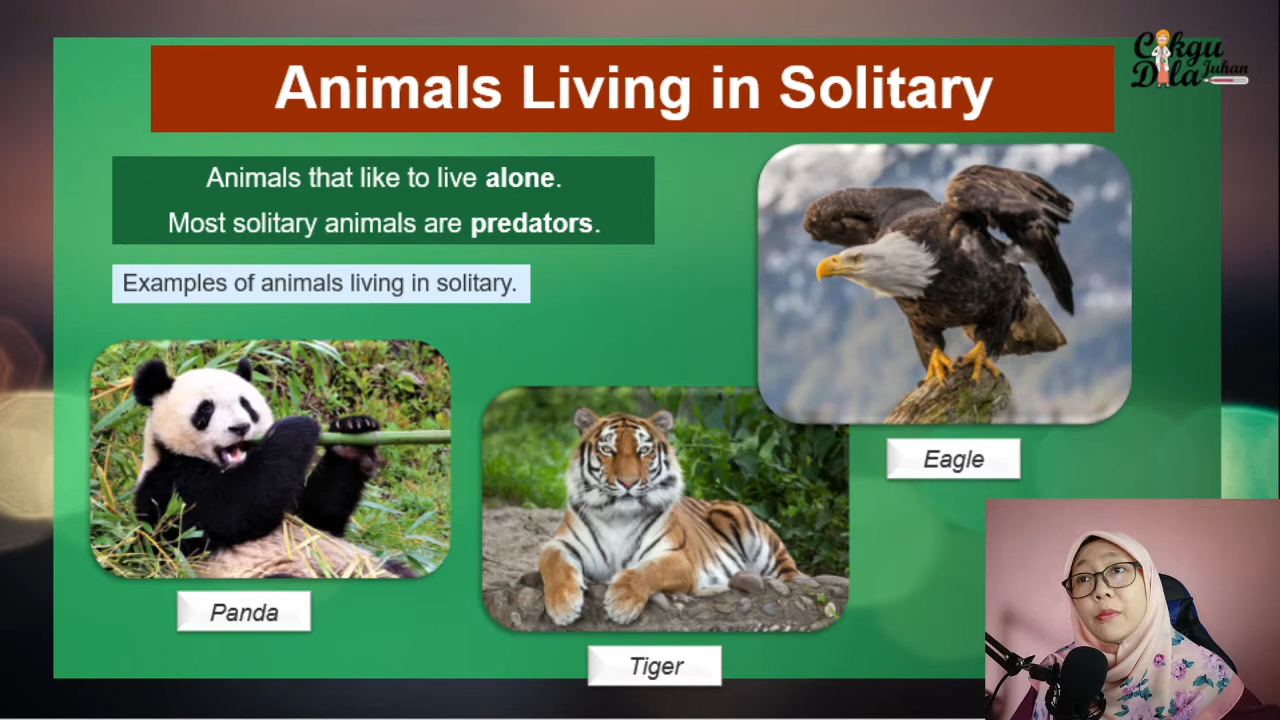 Animals Living in Solitary
Cikgu
Dila Juhan
Animals that like to live alone.
Most solitary animals are predators.
Examples of animals living in solitary.
Eagle
Panda
Tiger